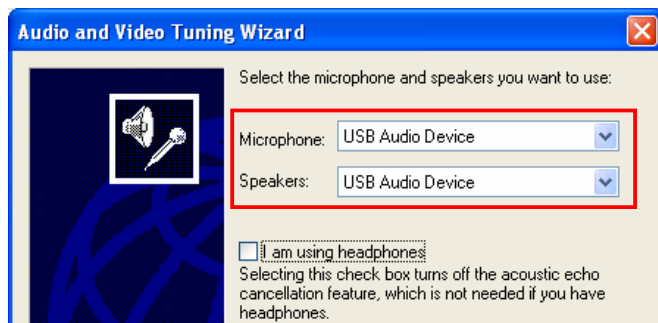 Audio and Video Tuning Wizard
Select the microphone and speakers you want to use:
Microphone: USB Audio Device
Speakers: USB Audio Device
I am using headphones
Selecting this check box turns off the acoustic echo
cancellation feature, which is not needed if you have
headphones.